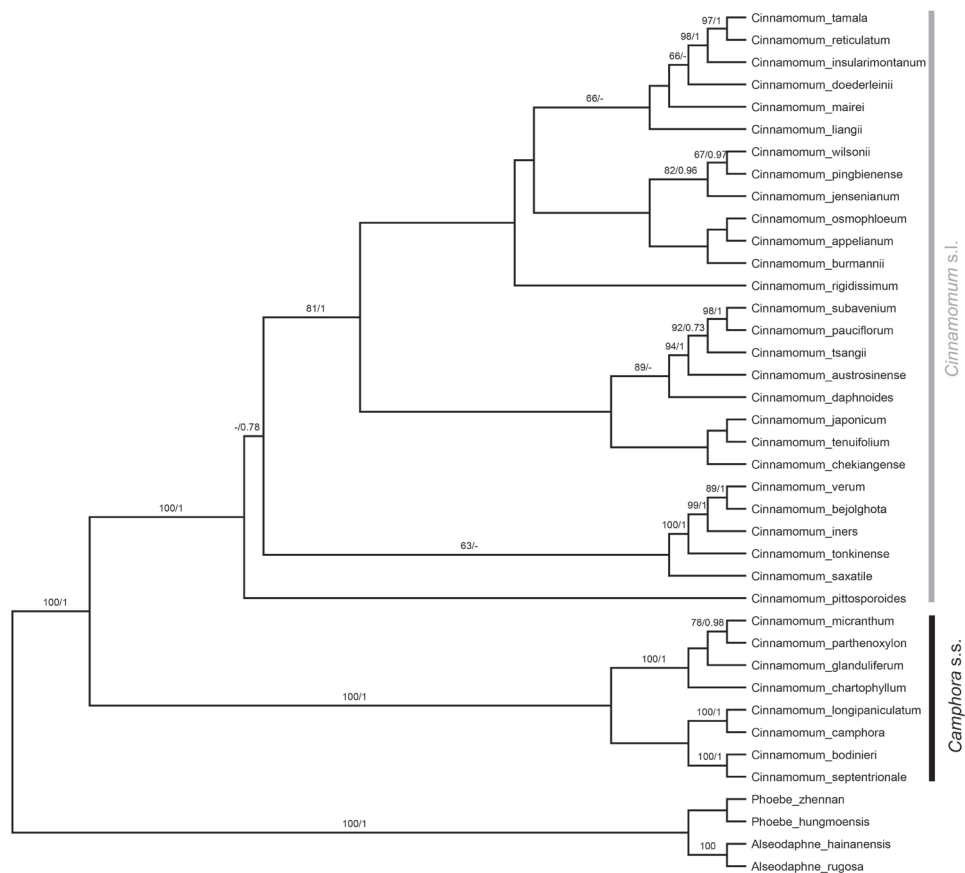 97/1
Cinnamomum_tamala
98/1
Cinnamomum_reticulatum
66/-
Cinnamomum_insularimontanum
Cinnamomum_doederleinii
66/-
Cinnamomum_mairei
Cinnamomum_liangii
67/0.97
Cinnamomum_wilsonii
82/0.96
Cinnamomum_pingbienense
Cinnamomum_jensenianum
Cinnamomum_osmophloeum
Cinnamomum_appelianum
Cinnamomum_burmannii
Cinnamomum_rigidissimum
81/1
98/1
Cinnamomum_subavenium
92/0.73
Cinnamomum_pauciflorum
94/1
Cinnamomum_tsangii
89/-
Cinnamomum_austrosinense
Cinnamomum_daphnoides
Cinnamomum_japonicum
-/0.78
Cinnamomum_tenuifolium
Cinnamomum_chekiangense
89/1
Cinnamomum_verum
99/1
Cinnamomum_bejolghota
100/1
100/1
Cinnamomum_iners
63/-
Cinnamomum_tonkinense
Cinnamomum_saxatile
Cinnamomum_pittosporoides
Cinnamomum s.l.
100/1
78/0.98
Cinnamomum_micranthum
Cinnamomum_parthenoxylon
100/1
Cinnamomum_glanduliferum
Cinnamomum_chartophyllum
100/1
100/1
Cinnamomum_longipaniculatum
Cinnamomum_camphora
100/1
Cinnamomum_bodinieri
Cinnamomum_septentrionale
Camphora s.s.
Phoebe_zhennan
100/1
Phoebe_hungmoensis
100
Alseodaphne_hainanensis
Alseodaphne_rugosa